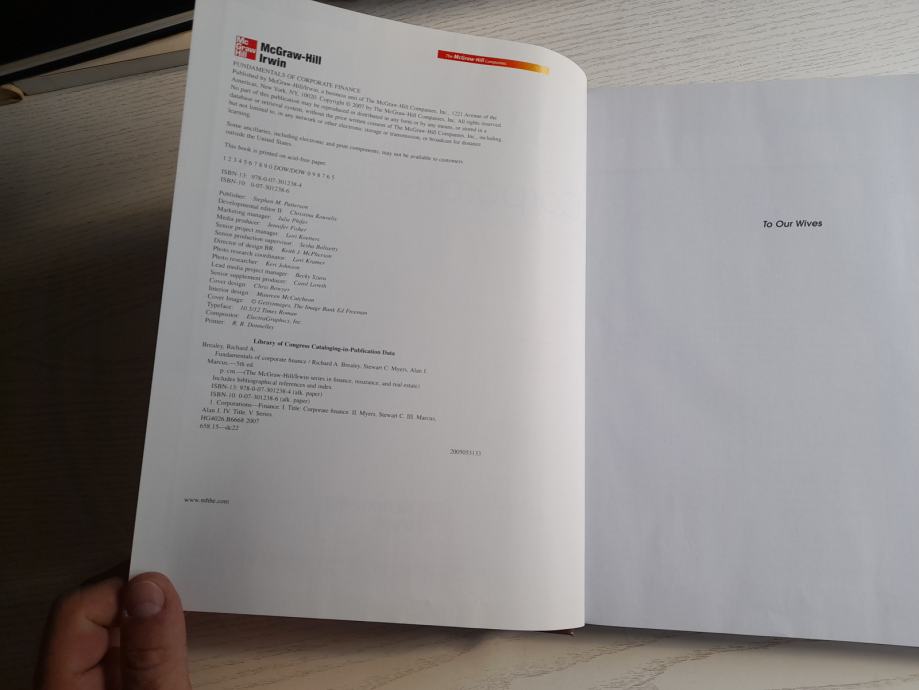 Mc
Graw
Hill
McGraw-Hill
Irwin
The McGraw-Hill Companies
FUNDAMENTALS OF CORPORATE FINANCE
Published by McGraw-Hill/Irwin, a business unit of The McGraw-Hill Companies, Inc., 1221 Avenue of the
Americas, New York, NY, 10020. Copyright © 2007 by The McGraw-Hill Companies, Inc. All rights reserved.
No part of this publication may be reproduced or distributed in any form or by any means, or stored in a
database or retrieval system, without the prior written consent of The McGraw-Hill Companies, Inc., including,
but not limited to, in any network or other electronic storage or transmission, or broadcast for distance
learning.
Some ancillaries, including electronic and print components, may not be available to customers
outside the United States.
This book is printed on acid-free paper.
1 2 3 4 5 6 7 8 9 0 DOW/DOW 0 9 8 7 6 5
ISBN-13: 978-0-07-301238-4
ISBN-10: 0-07-301238-6
Publisher: Stephen M. Patterson
Developmental editor II: Christina Kouvelis
Marketing manager: Julie Phifer
Media producer: Jennifer Fisher
Senior project manager: Lori Koetters
Senior production supervisor: Sesha Bolisetty
Director of design BR: Keith J. McPherson
Photo research coordinator: Lori Kramer
Photo researcher: Keri Johnson
Lead media project manager: Becky Szura
Senior supplement producer: Carol Loreth
Cover design: Chris Bowyer
Interior design: Maureen McCutcheon
Cover Image: © Gettyimages, The Image Bank Ed Freeman
Typeface: 10.5/12 Times Roman
Compositor: ElectraGraphics, Inc.
Printer: R. R. Donnelley
Library of Congress Cataloging-in-Publication Data
Brealey, Richard A.
Fundamentals of corporate finance / Richard A. Brealey, Stewart C. Myers, Alan J.
Marcus.—5th ed.
p. cm.—(The McGraw-Hill/Irwin series in finance, insurance, and real estate)
Includes bibliographical references and index.
ISBN-13: 978-0-07-301238-4 (alk. paper)
ISBN-10: 0-07-301238-6 (alk. paper)
1. Corporations—Finance. I. Title: Corporate finance. II. Myers, Stewart C. III. Marcus,
Alan J. IV. Title. V. Series.
HG4026.B6668 2007
658.15—dc22
2005053133
www.mhhe.com
To Our Wives